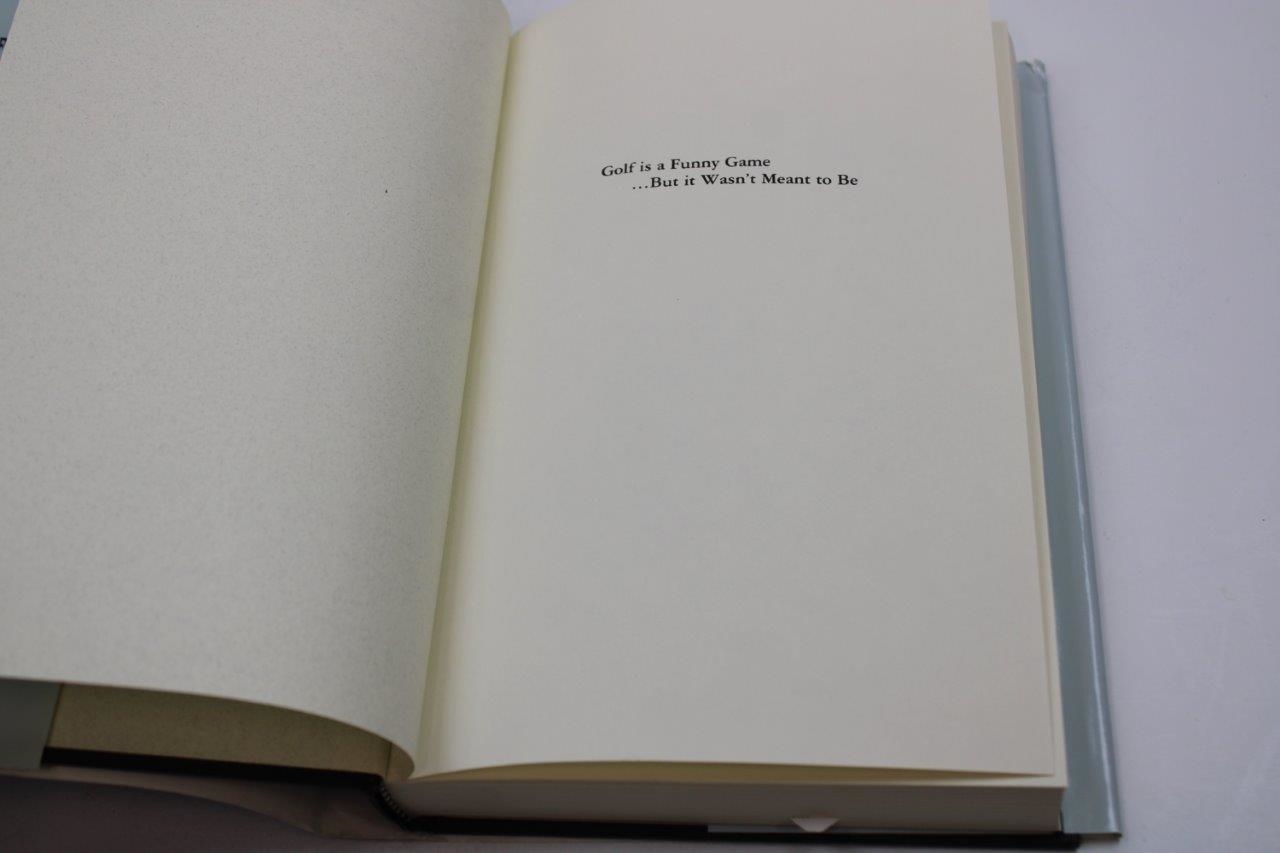 Golf is a Funny Game
...But it Wasn't Meant to Be